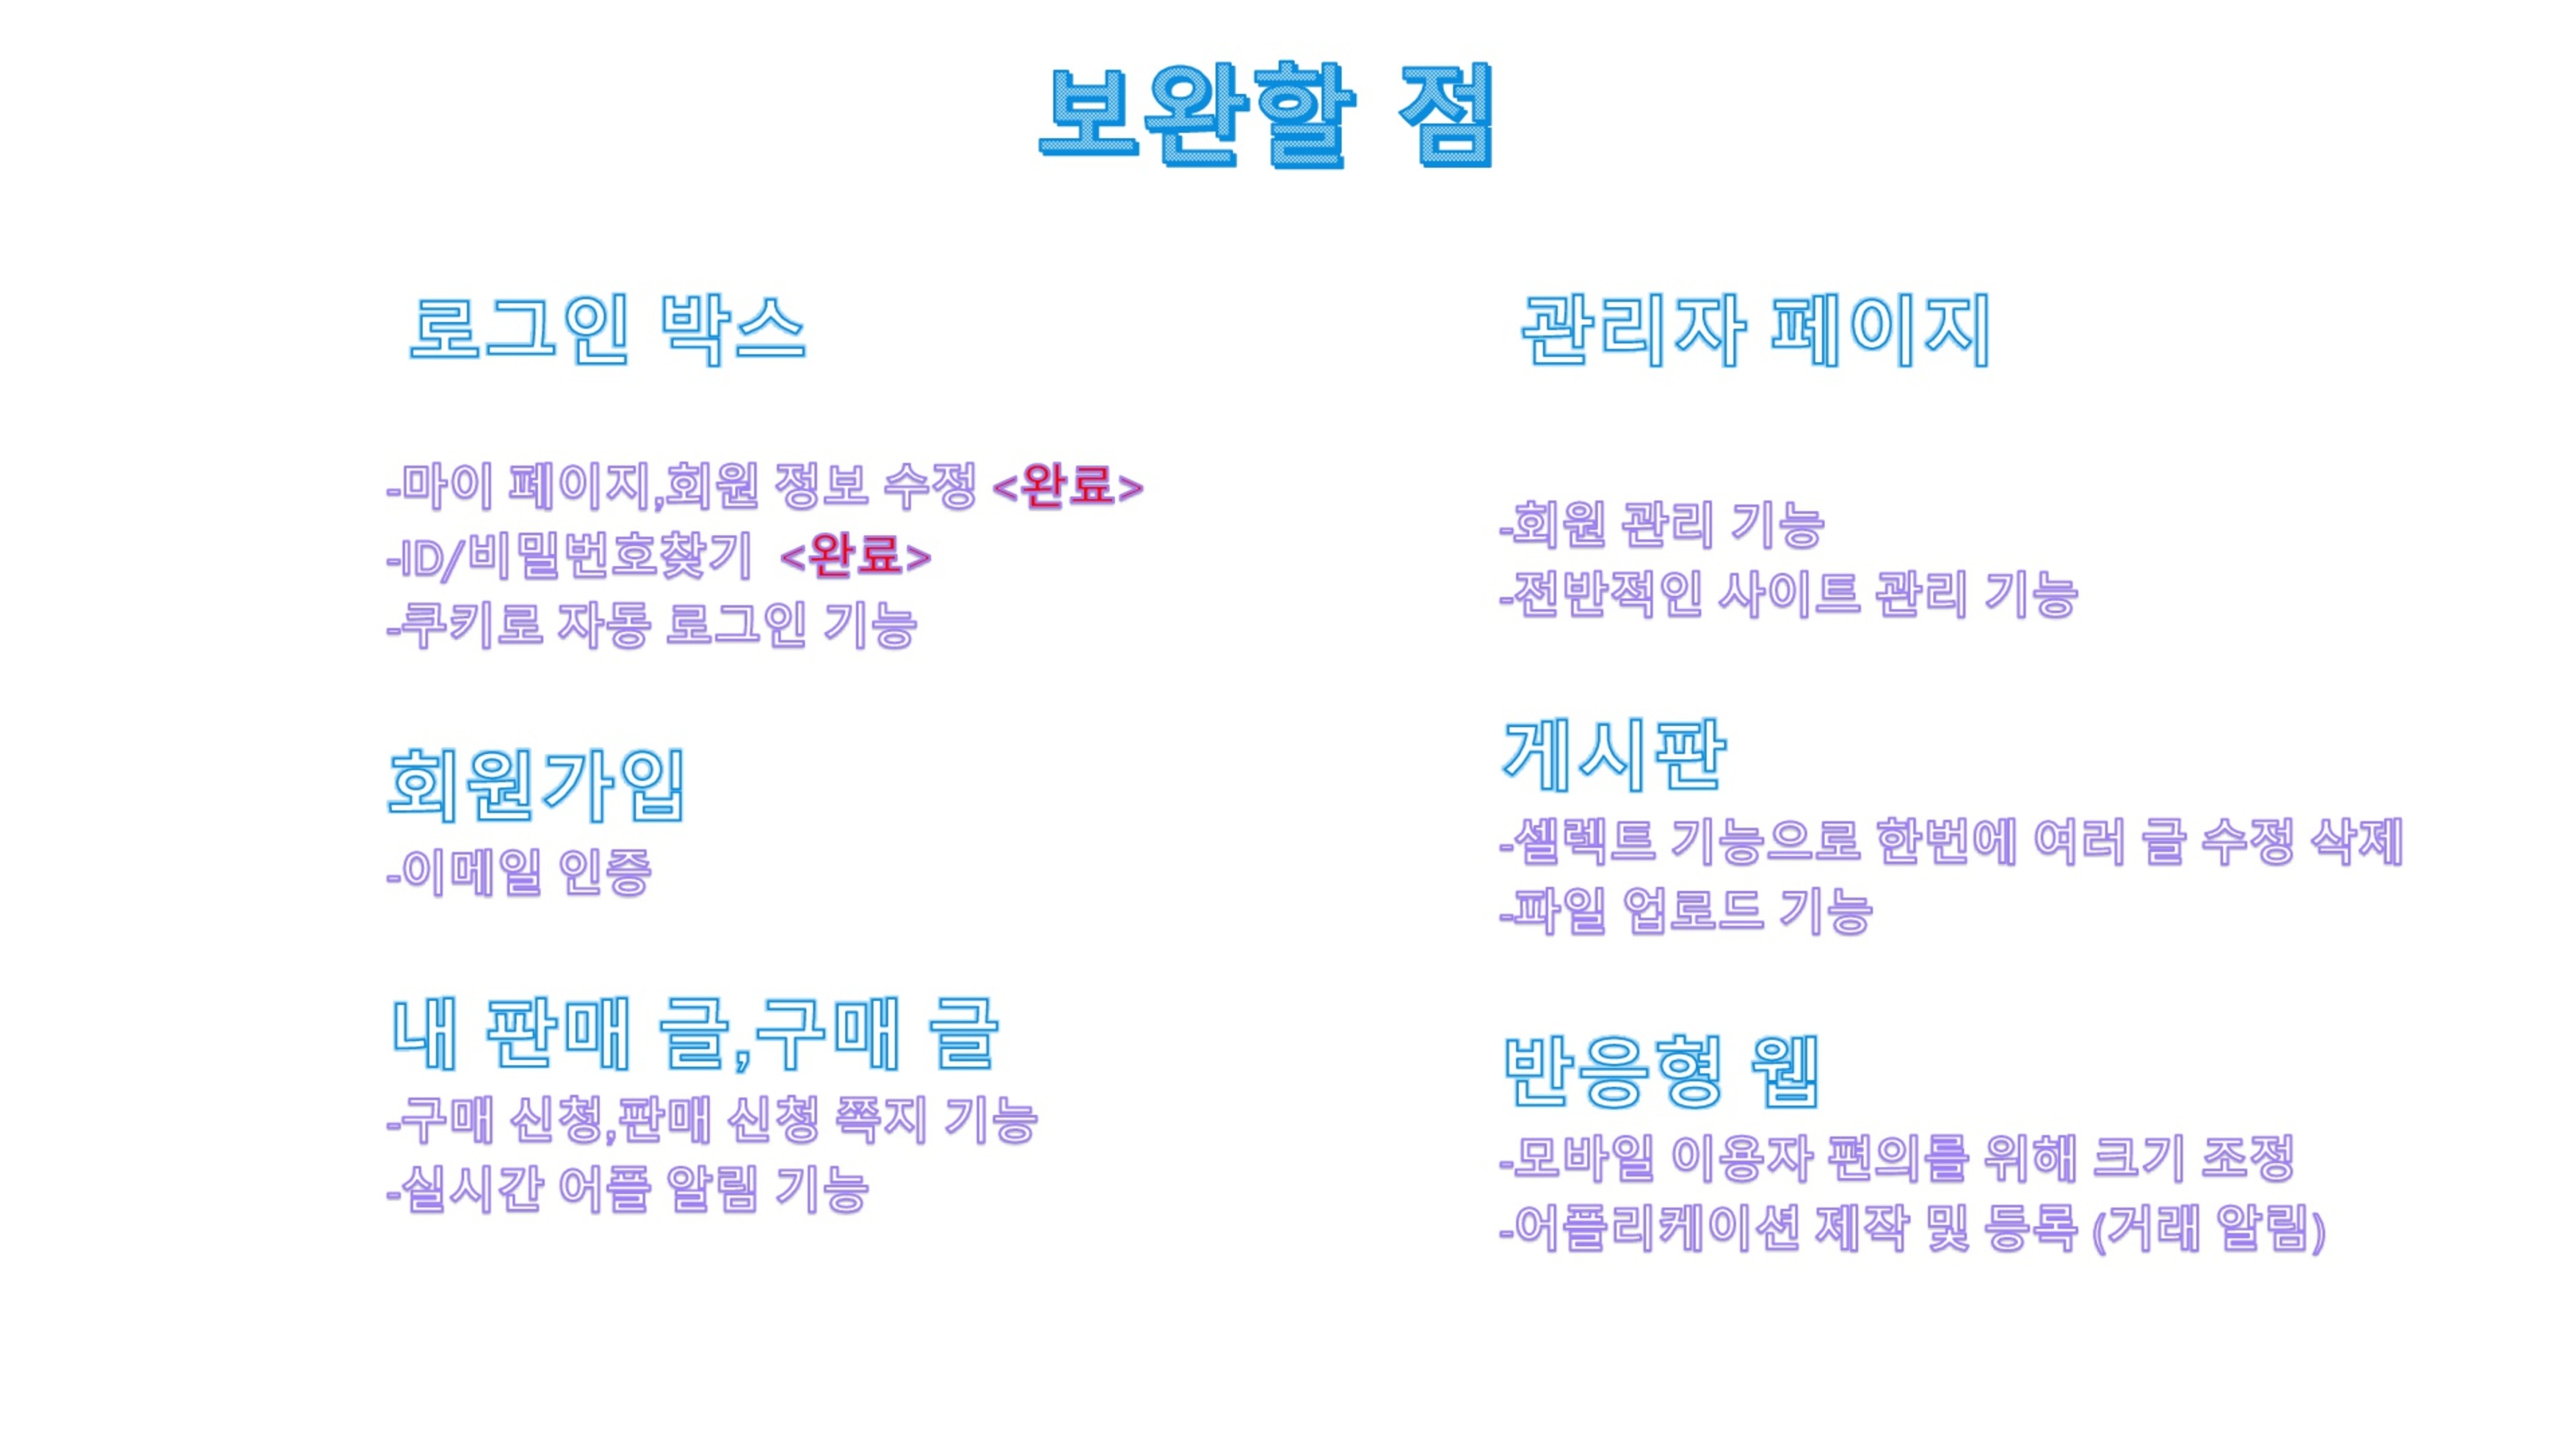 보완할 점
로그인 박스
-마이 페이지,회원 정보 수정 <완료>
-ID/비밀번호찾기 <완료>
-쿠키로 자동 로그인 기능
회원가입
-이메일 인증
내 판매 글,구매 글
-구매 신청,판매 신청 쪽지 기능
-실시간 어플 알림 기능
관리자 페이지
-회원 관리 기능
-전반적인 사이트 관리 기능
게시판
-셀렉트 기능으로 한번에 여러 글 수정 삭제
-파일 업로드 기능
반응형 웹
-모바일 이용자 편의를 위해 크기 조정
-어플리케이션 제작 및 등록 (거래 알림)